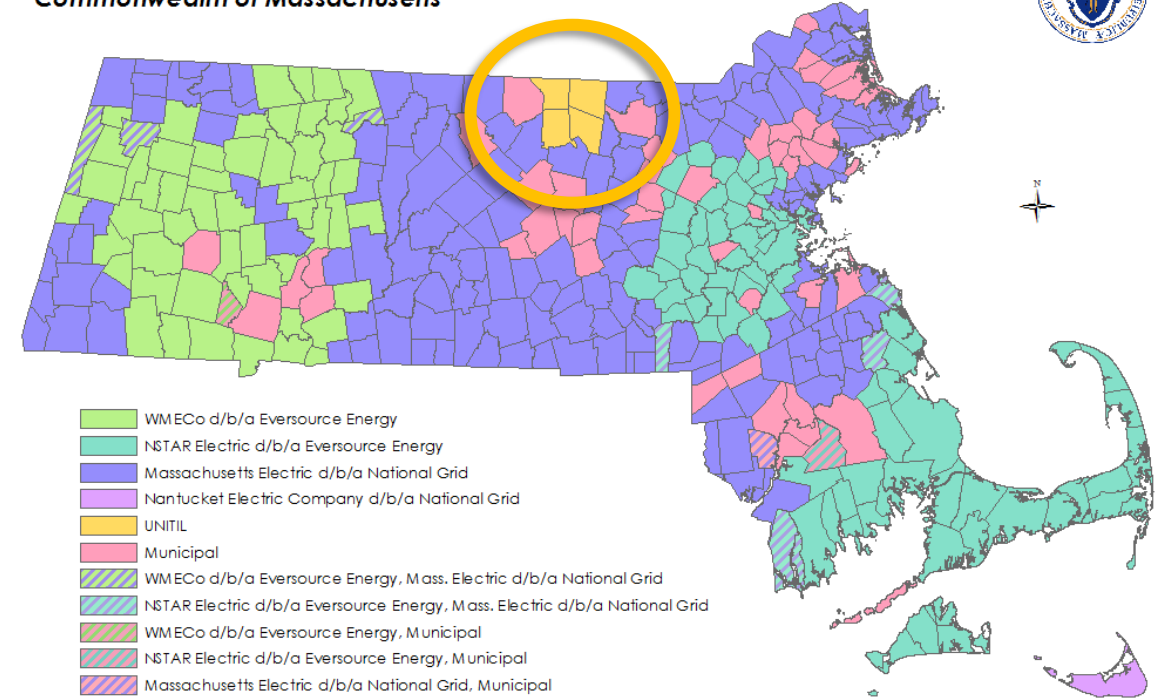 Commonwealth of Massachusetts
N
WMECo d/b/a Eversource Energy
NSTAR Electric d/b/a Eversource Energy
Massachusetts Electric d/b/a National Grid
Nantucket Electric Company d/b/a National Grid
UNITIL
Municipal
WMECo d/b/a Eversource Energy, Mass. Electric d/b/a National Grid
NSTAR Electric d/b/a Eversource Energy, Mass. Electric d/b/a National Grid
WMECo d/b/a Eversource Energy, Municipal
NSTAR Electric d/b/a Eversource Energy, Municipal
Massachusetts Electric d/b/a National Grid, Municipal